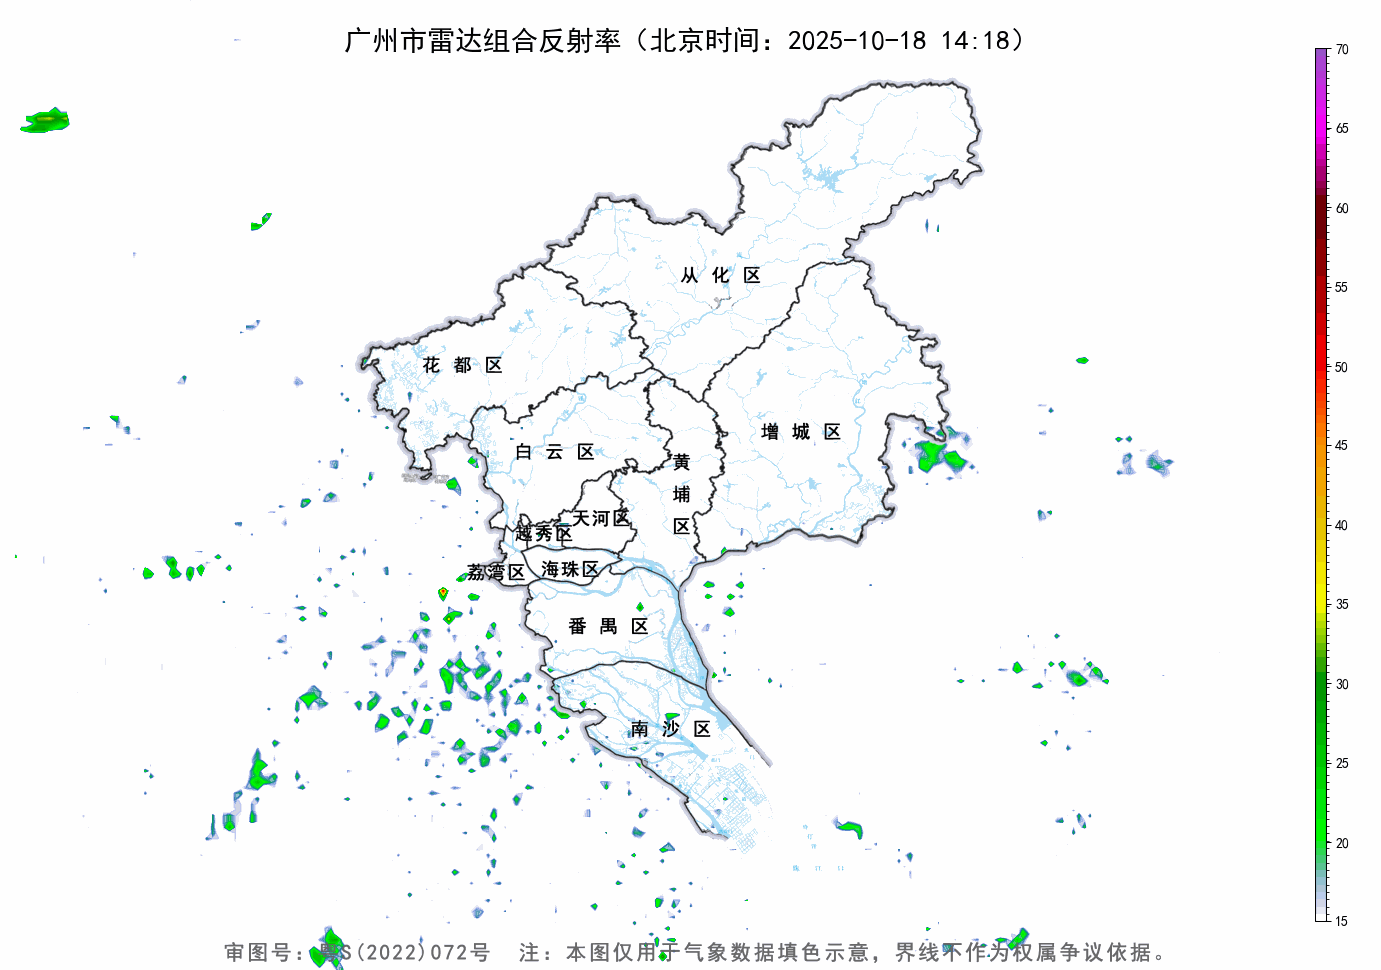 广州市雷达组合反射率（北京时间：2025-10-18 14:18）
70
65
60
55
50
45
40
35
30
25
20
15
从化区
花都区
增城区
白云区
黄埔区
天河区
越秀区
荔湾区
海珠区
番禺区
南沙区
审图号：粤S(2022)072号 注：本图仅用于气象数据填色示意，界线不作为权属争议依据。